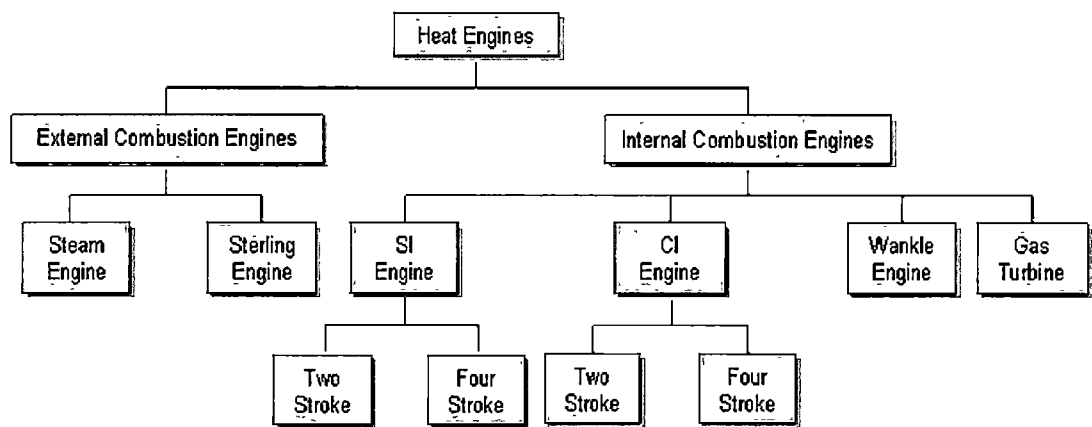 Heat Engines
External Combustion Engines
Internal Combustion Engines
Steam
Engine
Sterling
Engine
SI
Engine
CI
Engine
Wankle
Engine
Gas
Turbine
Two
Stroke
Four
Stroke
Two
Stroke
Four
Stroke